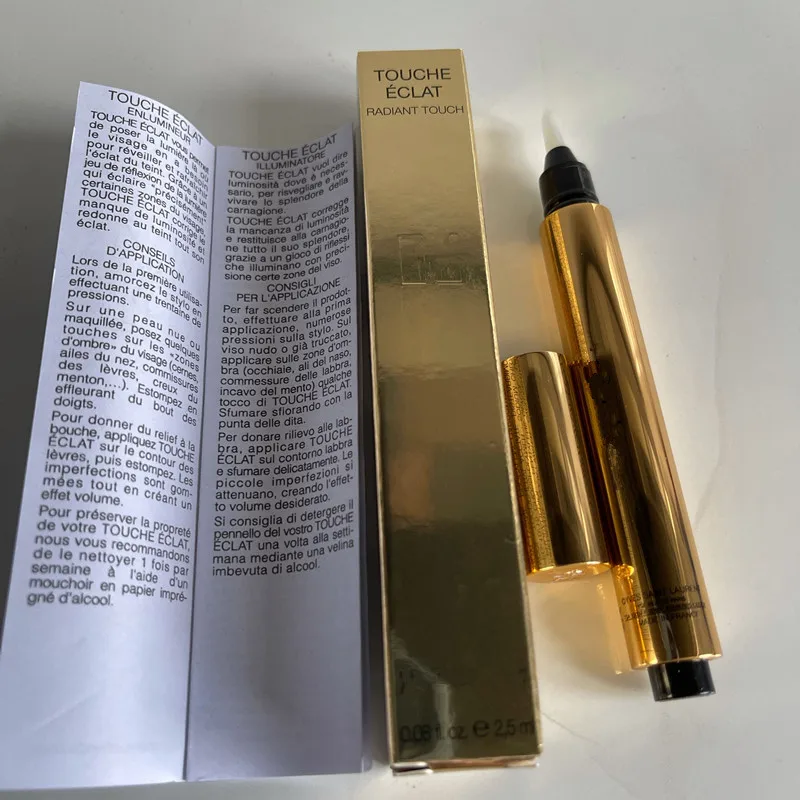 TOUCHE ÉCLAT
ENLUMINEUR
TOUCHE ÉCLAT vous permet
de poser la lumière où
le visage en a besoin
pour réveiller et rafraîchir
l'éclat du teint. Grâce à un
jeu de réflexion de la lumière
qui éclaire "précisément"
certaines zones du visage,
TOUCHE ÉCLAT corrige le
manque de luminosité et
redonne au teint tout son
éclat.
CONSEILS
D'APPLICATION
Lors de la première utilisa-
tion, amorcez le stylo en
effectuant une trentaine de
pressions.
Sur une peau nue ou
maquillée, posez quelques
touches sur les «zones
d'ombre» du visage (cernes,
ailes du nez, commissures
des lèvres, creux du
menton,...). Estompez en
effleurant du bout des
doigts.
Pour donner du relief à la
bouche, appliquez TOUCHE
ÉCLAT sur le contour des
lèvres, puis estompez. Les
imperfections sont gom-
mées tout en créant un
effet volume.
Pour préserver la propreté
de votre TOUCHE ÉCLAT,
nous vous recommandons
de le nettoyer 1 fois par
semaine à l'aide d'un
mouchoir en papier impré-
gné d'alcool.
TOUCHE ÉCLAT
ILLUMINATORE
TOUCHE ÉCLAT vuol dire
luminosità dove è neces-
sario, per risvegliare e rav-
vivare lo splendore della
carnagione.
TOUCHE ÉCLAT corregge
la mancanza di luminosità
e restituisce alla carnagio-
ne tutto il suo splendore,
grazie a un gioco di riflessi
che illuminano con preci-
sione certe zone del viso.
CONSIGLI
PER L'APPLICAZIONE
Per far scendere il prodot-
to, effettuare alla prima
applicazione, numerose
pressioni sulla stylo. Sul
viso nudo o già truccato,
applicare sulle zone d'om-
bra (occhiaie, ali del naso,
commessure delle labbra,
incavo del mento) qualche
tocco di TOUCHE ÉCLAT.
Sfumare sfiorando con la
punta delle dita.
Per donare rilievo alle lab-
bra, applicare TOUCHE
ÉCLAT sul contorno labbra
e sfumare delicatamente. Le
piccole imperfezioni si
attenuano, creando l'effet-
to volume desiderato.
Si consiglia di detergere il
pennello del vostro TOUCHE
ÉCLAT una volta alla setti-
mana mediante una velina
imbevuta di alcool.
TOUCHE
ÉCLAT
RADIANT TOUCH
0.08 fl.oz. e 2,5 ml
SAINT LAURENT